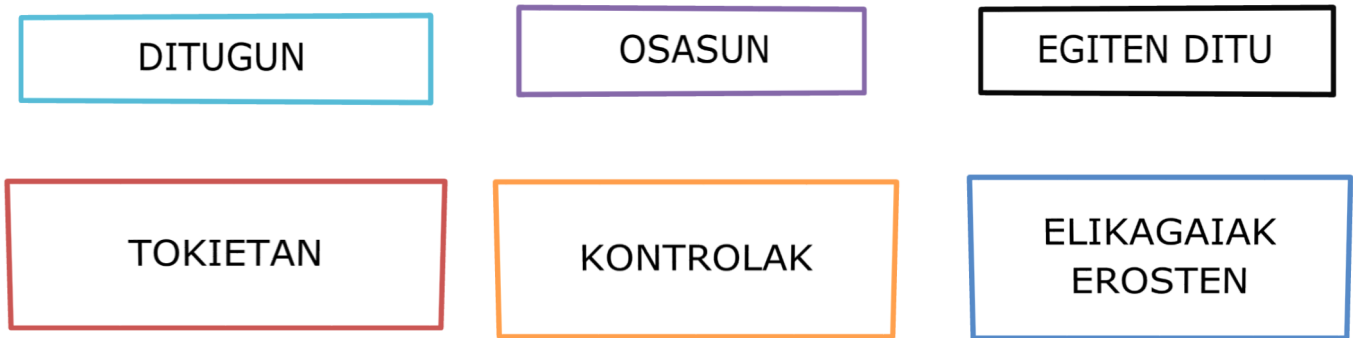 DITUGUN
OSASUN
EGITEN DITU
TOKIETAN
KONTROLAK
ELIKAGAIAK
EROSTEN